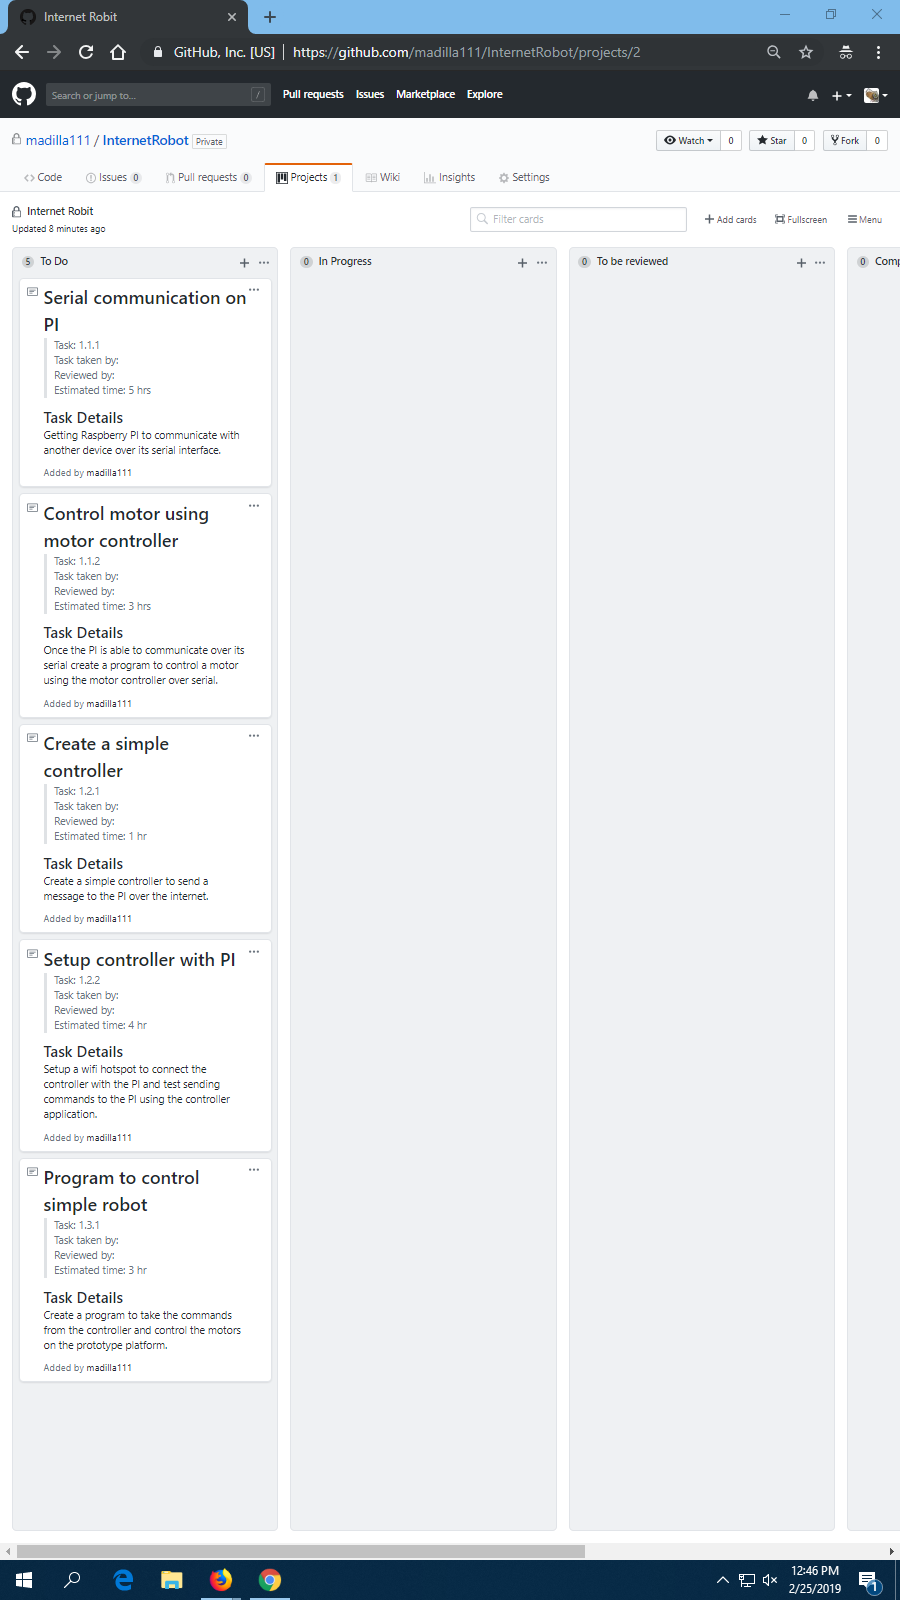 Internet Robit
GitHub, Inc. [US] | https://github.com/madilla111/InternetRobot/projects/2
Search or jump to... / Pull requests Issues Marketplace Explore
madilla111 / InternetRobot Private Watch 0 Star 0 Fork 0
Code Issues 0 Pull requests 0 Projects 1 Wiki Insights Settings
Internet Robit
Updated 8 minutes ago
Filter cards
Add cards Fullscreen Menu
5 To Do
Serial communication on
PI
Task: 1.1.1
Task taken by:
Reviewed by:
Estimated time: 5 hrs
Task Details
Getting Raspberry PI to communicate with
another device over its serial interface.
Added by madilla111
Control motor using
motor controller
Task: 1.1.2
Task taken by:
Reviewed by:
Estimated time: 3 hrs
Task Details
Once the PI is able to communicate over its
serial create a program to control a motor
using the motor controller over serial.
Added by madilla111
Create a simple
controller
Task: 1.2.1
Task taken by:
Reviewed by:
Estimated time: 1 hr
Task Details
Create a simple controller to send a
message to the PI over the internet.
Added by madilla111
Setup controller with PI
Task: 1.2.2
Task taken by:
Reviewed by:
Estimated time: 4 hr
Task Details
Setup a wifi hotspot to connect the
controller with the PI and test sending
commands to the PI using the controller
application.
Added by madilla111
Program to control
simple robot
Task: 1.3.1
Task taken by:
Reviewed by:
Estimated time: 3 hr
Task Details
Create a program to take the commands
from the controller and control the motors
on the prototype platform.
Added by madilla111
0 In Progress
0 To be reviewed
0 Comp
12:46 PM
2/25/2019
1